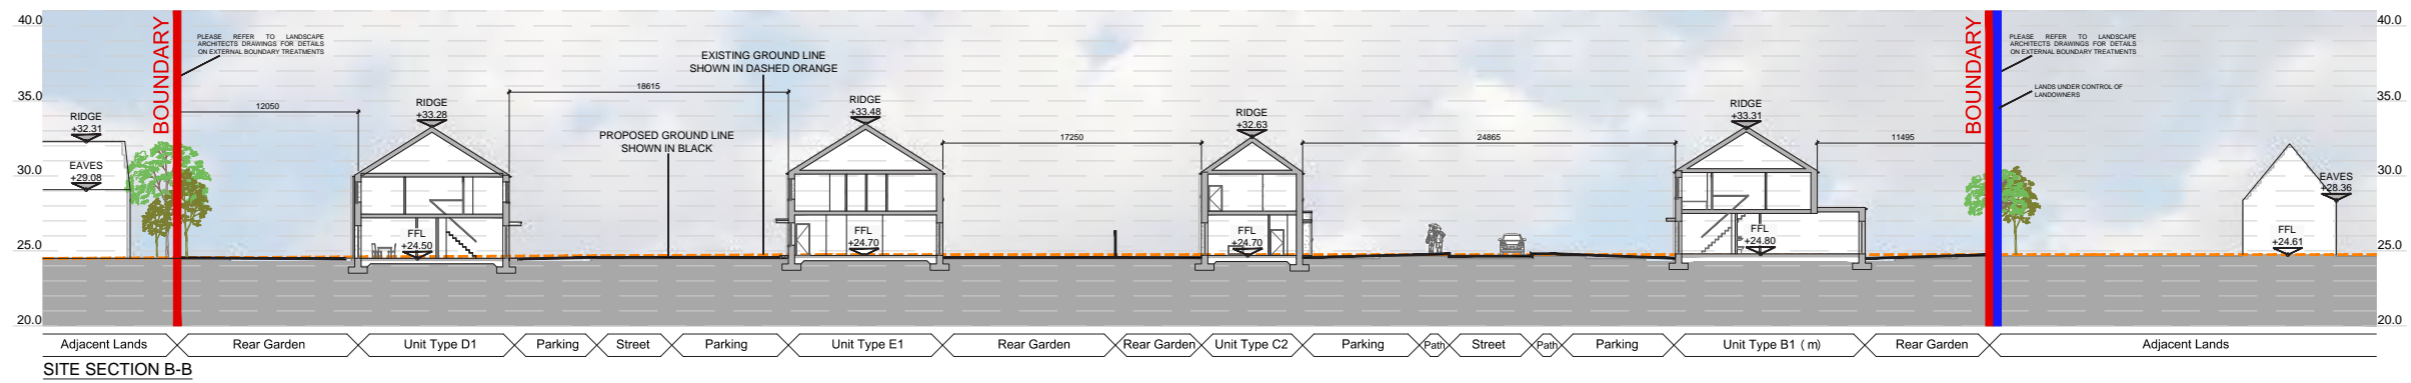 40.0
35.0
30.0
25.0
20.0
BOUNDARY
PLEASE REFER TO LANDSCAPE
ARCHITECTS DRAWINGS FOR DETAILS
ON EXTERNAL BOUNDARY TREATMENTS
RIDGE
+32.31
EAVES
+29.08
12050
RIDGE
+33.28
FFL
+24.50
18615
EXISTING GROUND LINE
SHOWN IN DASHED ORANGE
PROPOSED GROUND LINE
SHOWN IN BLACK
RIDGE
+33.48
FFL
+24.70
17250
RIDGE
+32.63
FFL
+24.70
24865
RIDGE
+33.31
FFL
+24.80
11495
BOUNDARY
PLEASE REFER TO LANDSCAPE
ARCHITECTS DRAWINGS FOR DETAILS
ON EXTERNAL BOUNDARY TREATMENTS
LANDS UNDER CONTROL OF
LANDOWNERS
EAVES
+28.36
FFL
+24.61
40.0
35.0
30.0
25.0
20.0
Adjacent Lands
Rear Garden
Unit Type D1
Parking
Street
Parking
Unit Type E1
Rear Garden
Rear Garden
Unit Type C2
Parking
Path
Street
Path
Parking
Unit Type B1 ( m)
Rear Garden
Adjacent Lands
SITE SECTION B-B